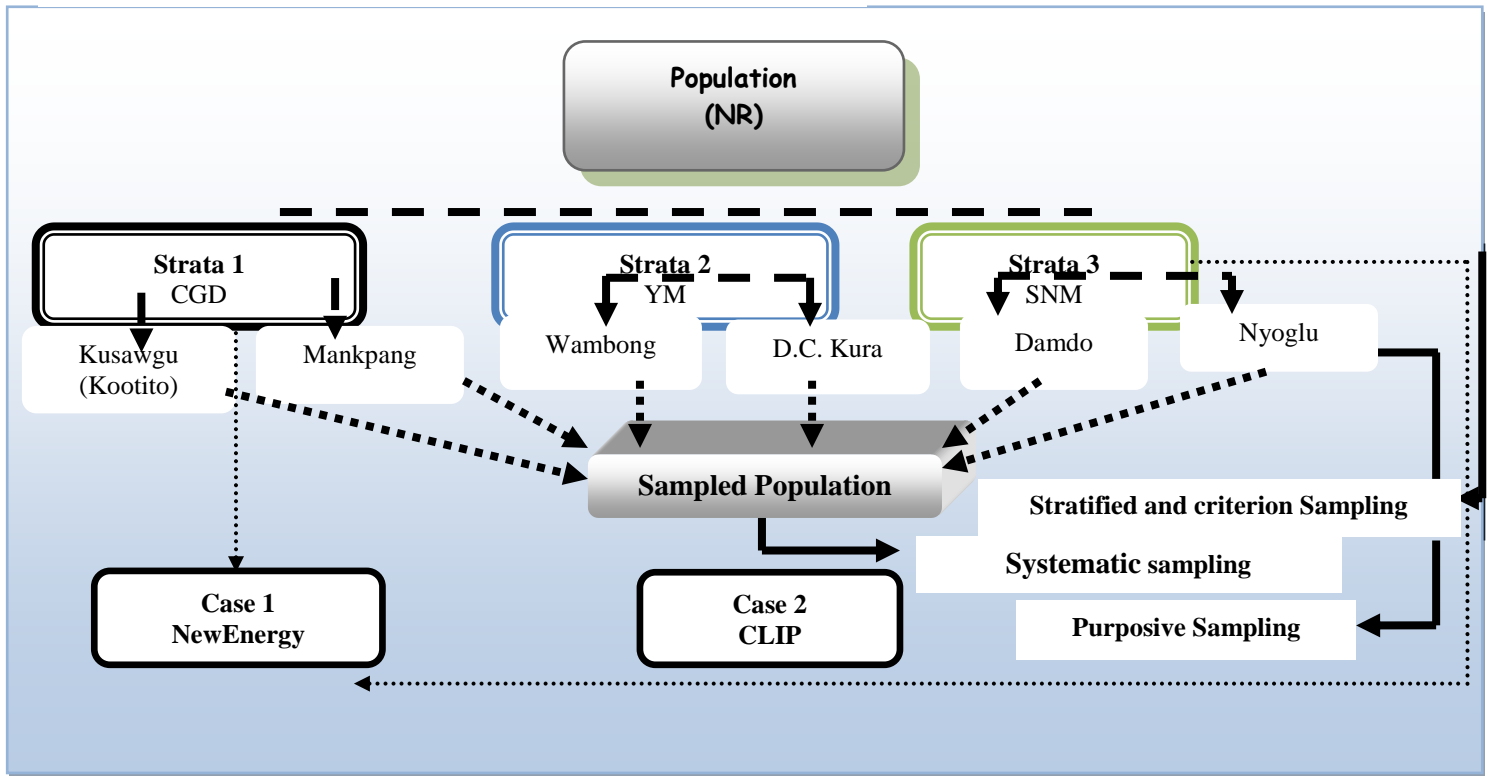 Population
(NR)
Strata 1
CGD
Strata 2
YM
Strata 3
SNM
Kusawgu
(Kootito)
Mankpang
Wambong
D.C. Kura
Damdo
Nyoglu
Sampled Population
Stratified and criterion Sampling
Systematic sampling
Purposive Sampling
Case 1
NewEnergy
Case 2
CLIP